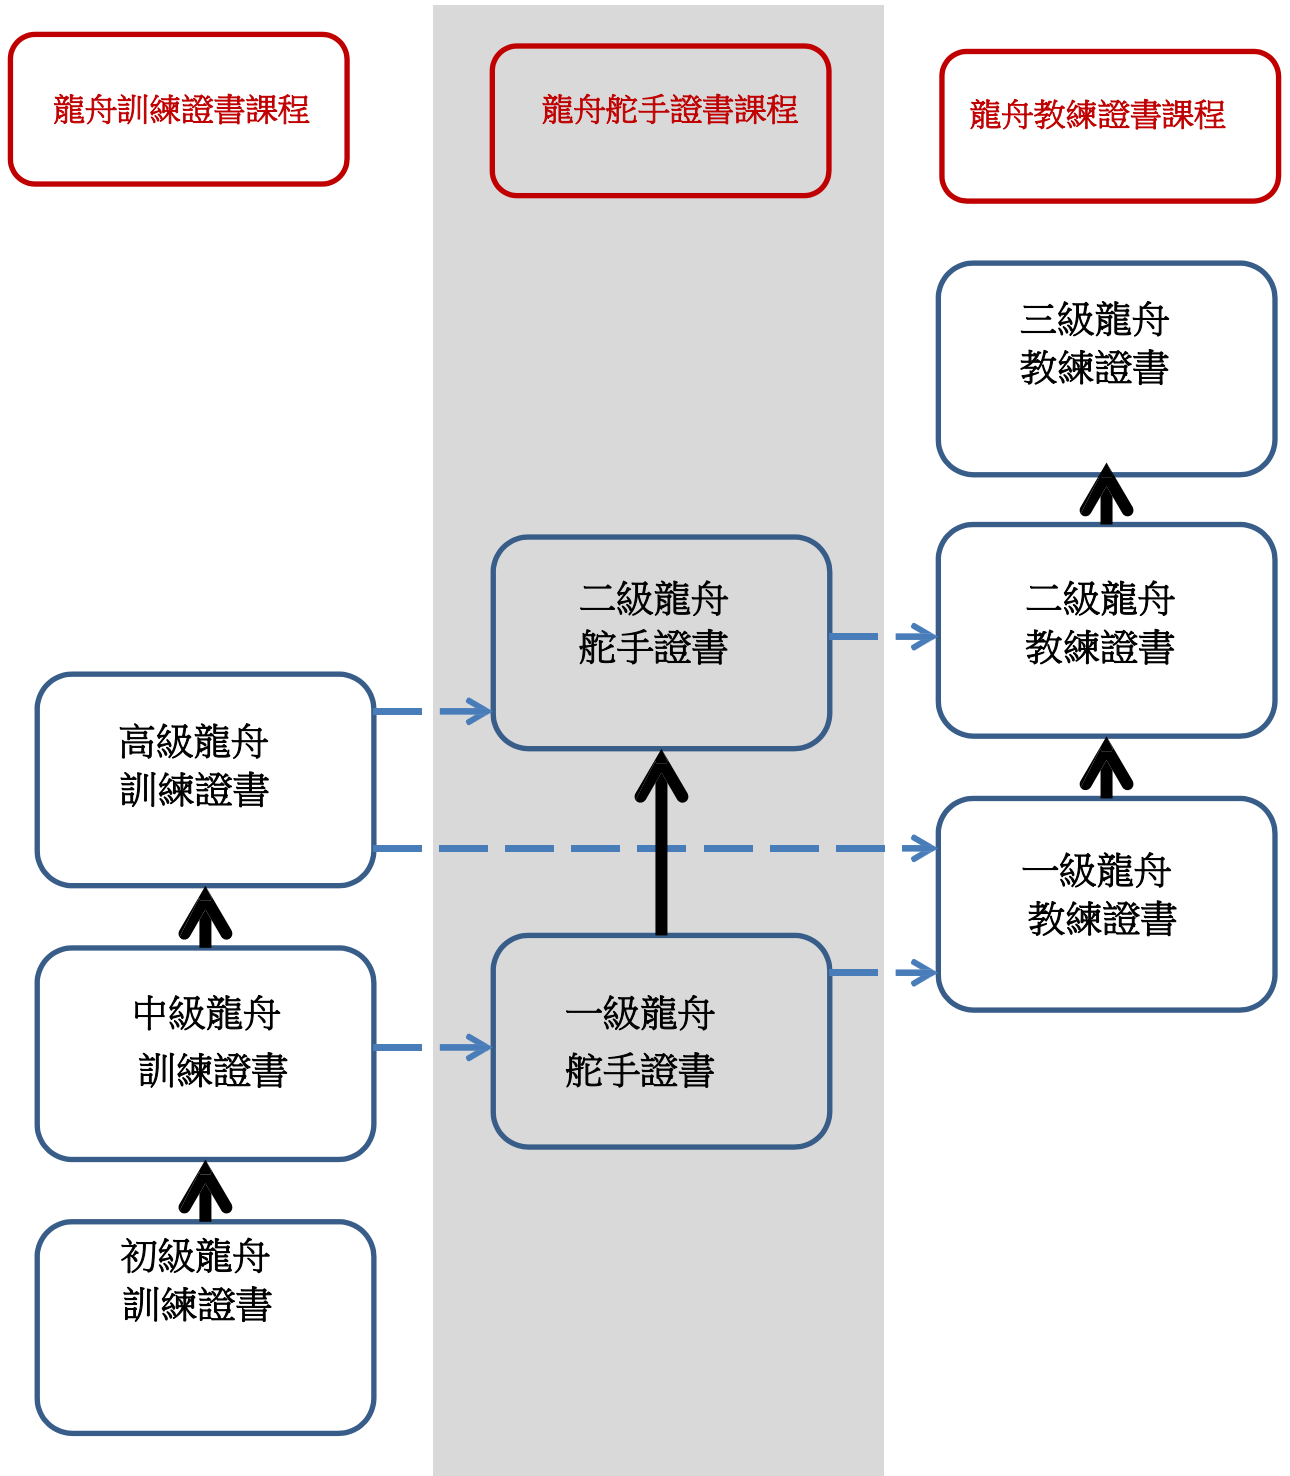 龍舟訓練證書課程
龍舟舵手證書課程
龍舟教練證書課程
三級龍舟
教練證書
二級龍舟
舵手證書
二級龍舟
教練證書
高級龍舟
訓練證書
一級龍舟
教練證書
中級龍舟
訓練證書
一級龍舟
舵手證書
初級龍舟
訓練證書